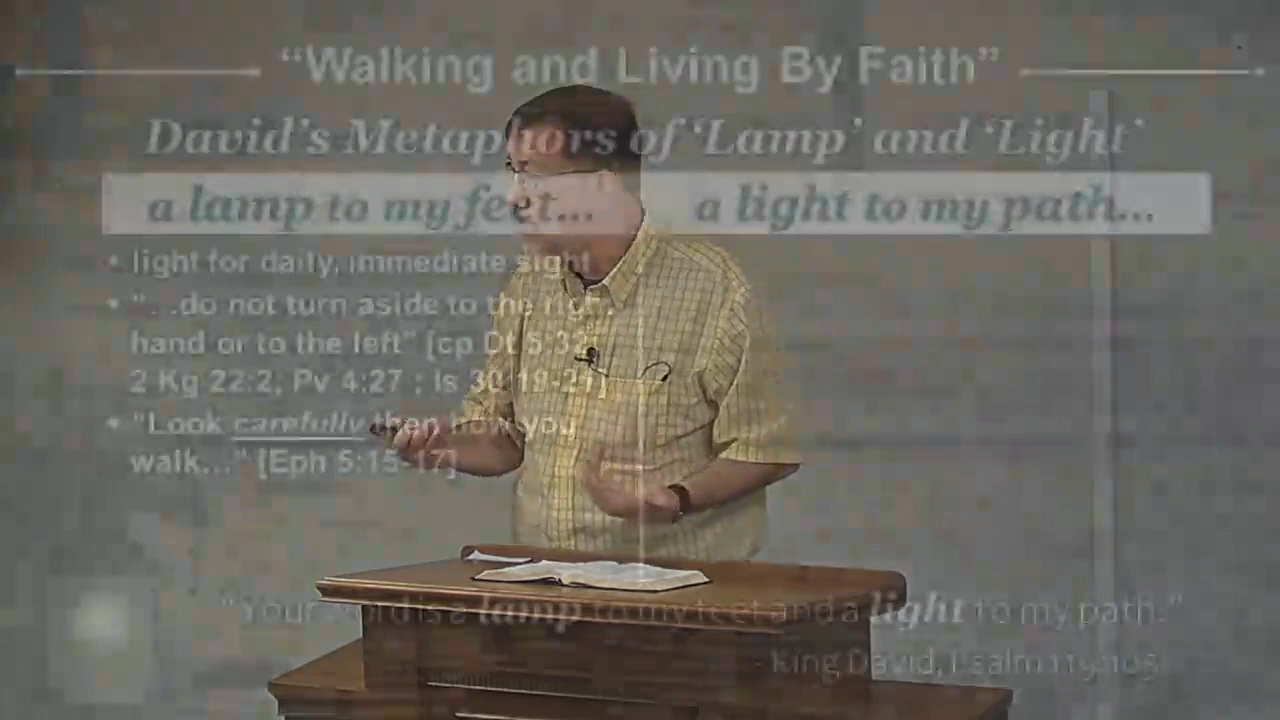 “Walking and Living By Faith”
David’s Metaphors of ‘Lamp’ and ‘Light`
a lamp to my feet...
a light to my path...
• light for daily, immediate sight
• “…do not turn aside to the right
hand or to the left” [cp Dt 5:32,
2 Kg 22:2, Pv 4:27 ; Is 30:18-21]
• “Look carefully then how you
walk…” [Eph 5:15-17]
“Your word is a lamp to my feet and a light to my path.”
- King David, Psalm 119:105